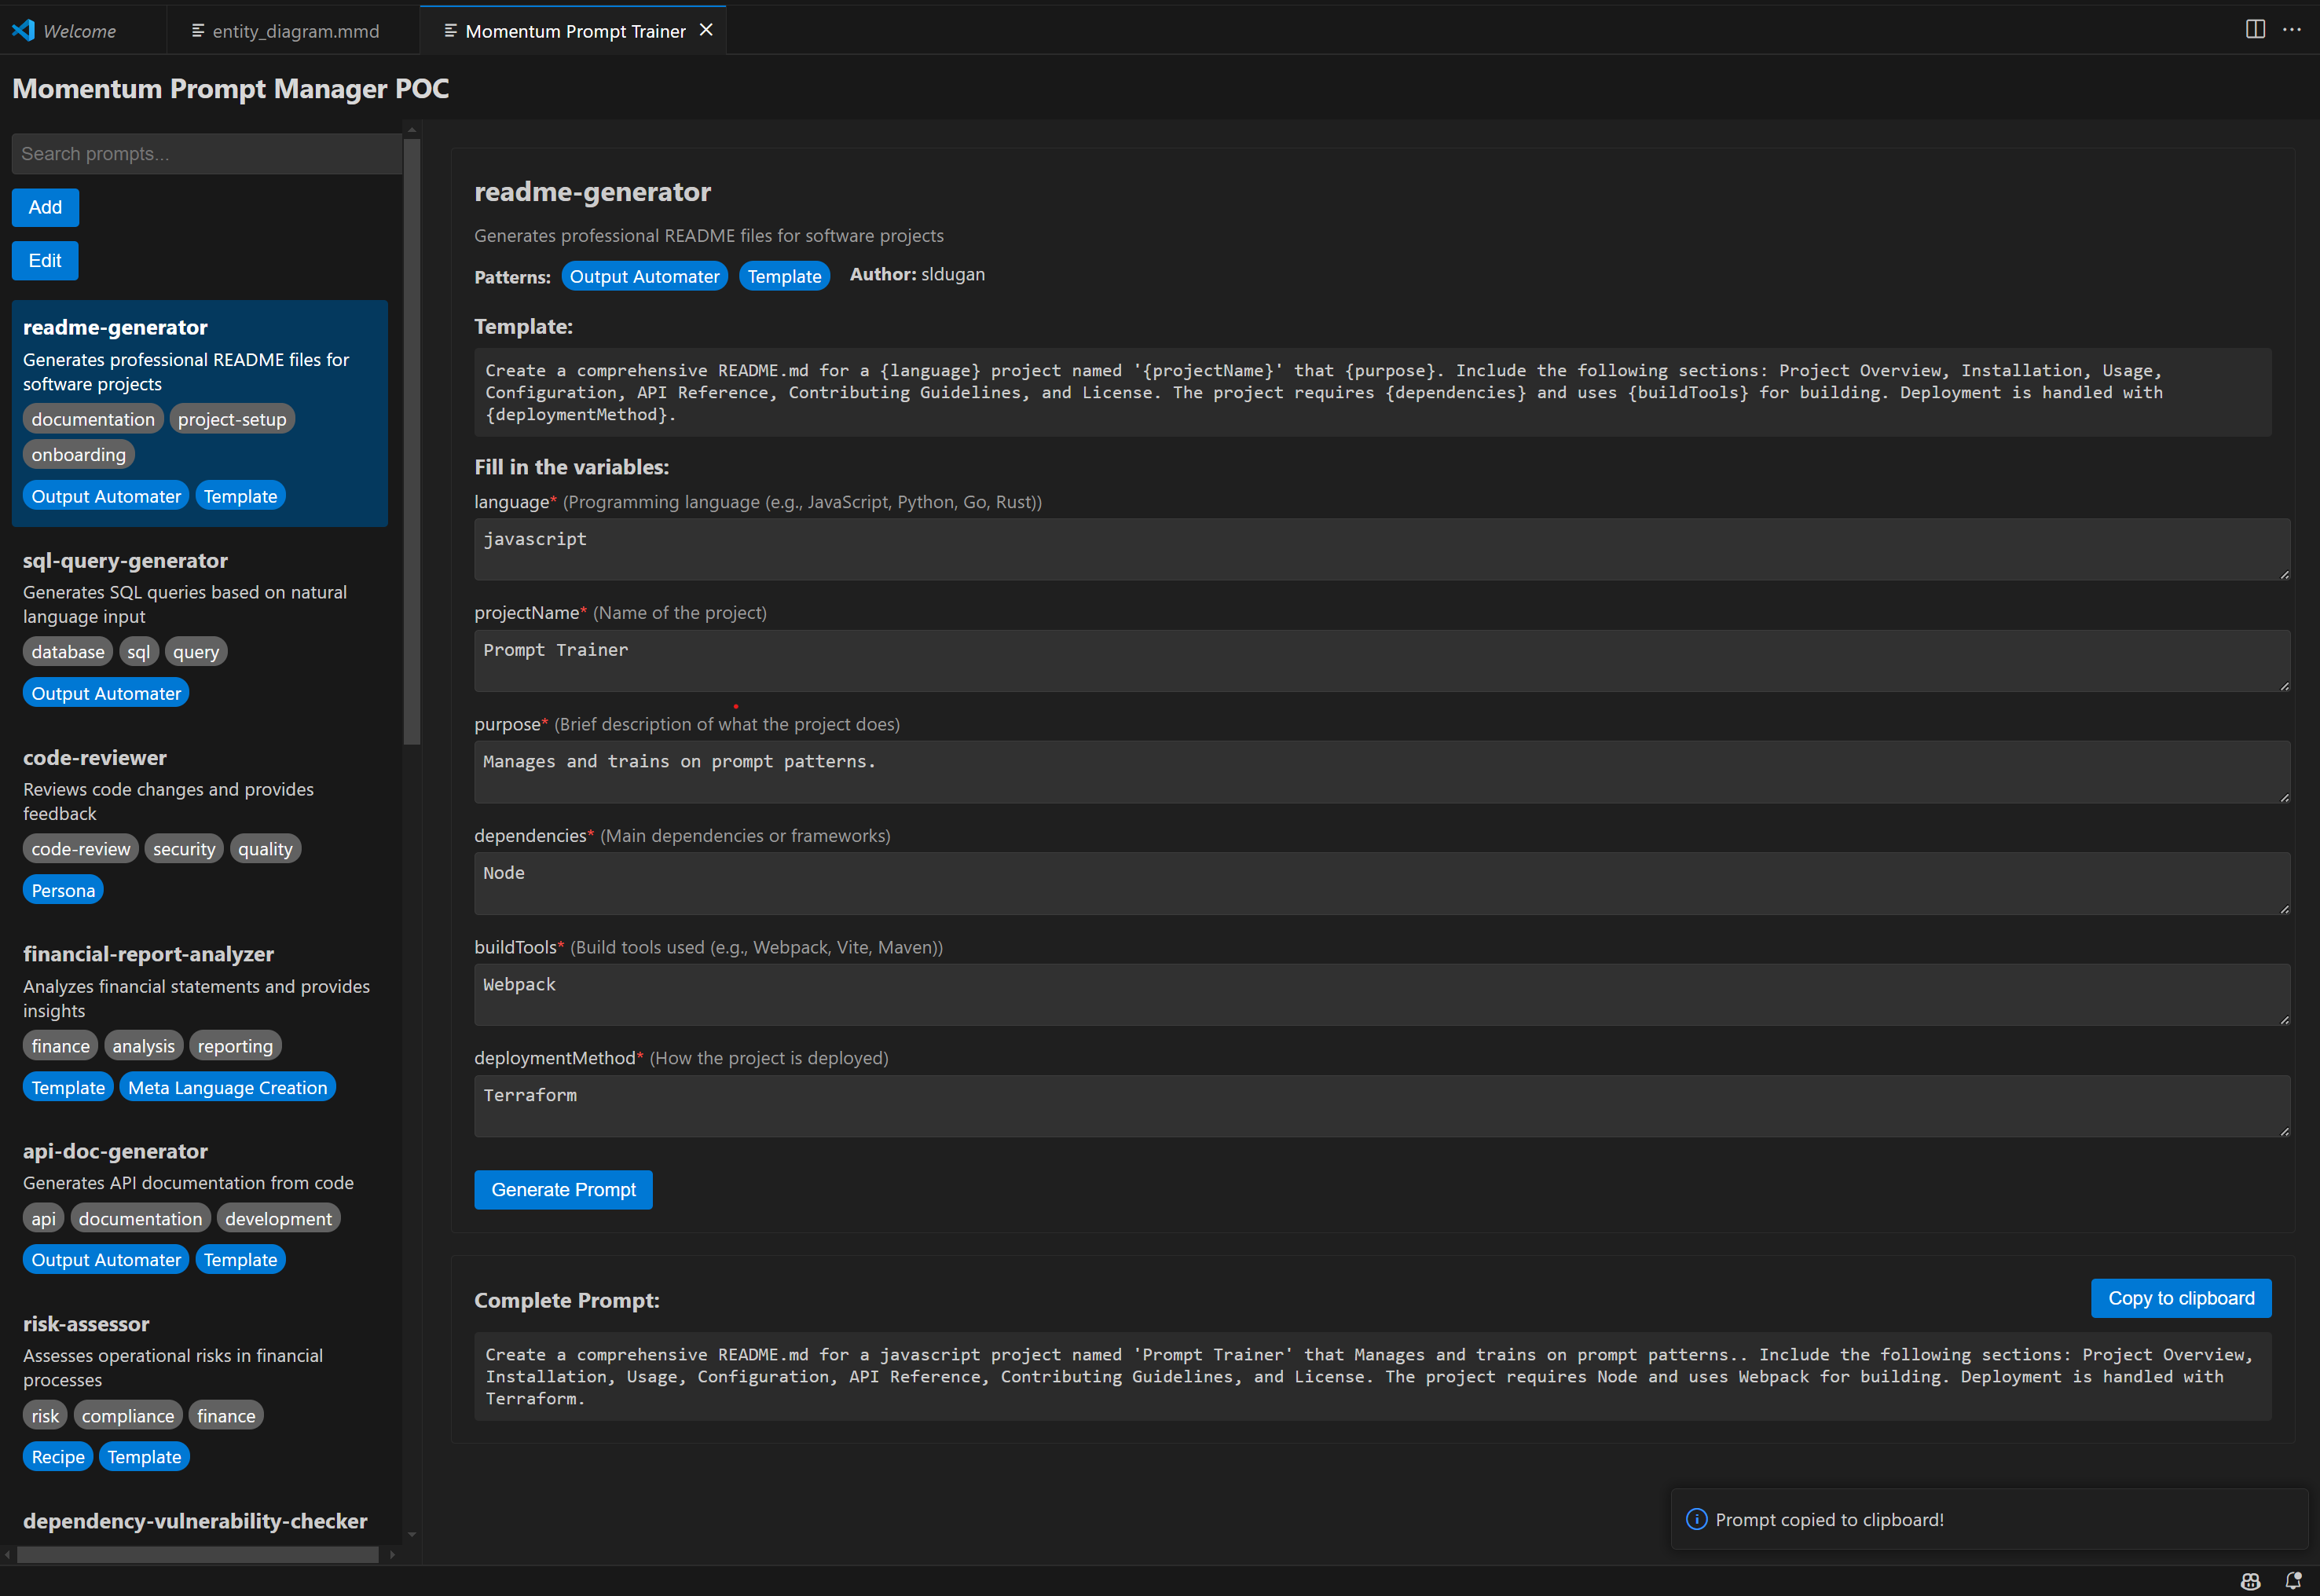 Welcome
entity_diagram.mmd
Momentum Prompt Trainer
Momentum Prompt Manager POC
Search prompts...
Add
Edit
readme-generator
Generates professional README files for
software projects
documentation project-setup
onboarding
Output Automater Template
sql-query-generator
Generates SQL queries based on natural
language input
database sql query
Output Automater
code-reviewer
Reviews code changes and provides
feedback
code-review security quality
Persona
financial-report-analyzer
Analyzes financial statements and provides
insights
finance analysis reporting
Template Meta Language Creation
api-doc-generator
Generates API documentation from code
api documentation development
Output Automater Template
risk-assessor
Assesses operational risks in financial
processes
risk compliance finance
Recipe Template
dependency-vulnerability-checker
readme-generator
Generates professional README files for software projects
Patterns: Output Automater Template Author: sldugan
Template:
Create a comprehensive README.md for a {language} project named '{projectName}' that {purpose}. Include the following sections: Project Overview, Installation, Usage,
Configuration, API Reference, Contributing Guidelines, and License. The project requires {dependencies} and uses {buildTools} for building. Deployment is handled with
{deploymentMethod}.
Fill in the variables:
language* (Programming language (e.g., JavaScript, Python, Go, Rust))
javascript
projectName* (Name of the project)
Prompt Trainer
purpose* (Brief description of what the project does)
Manages and trains on prompt patterns.
dependencies* (Main dependencies or frameworks)
Node
buildTools* (Build tools used (e.g., Webpack, Vite, Maven))
Webpack
deploymentMethod* (How the project is deployed)
Terraform
Generate Prompt
Complete Prompt:
Copy to clipboard
Create a comprehensive README.md for a javascript project named 'Prompt Trainer' that Manages and trains on prompt patterns.. Include the following sections: Project Overview,
Installation, Usage, Configuration, API Reference, Contributing Guidelines, and License. The project requires Node and uses Webpack for building. Deployment is handled with
Terraform.
Prompt copied to clipboard!